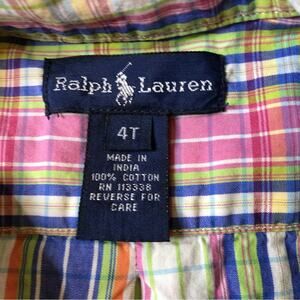 Ralph Lauren
4T
MADE IN
INDIA
100% COTTON
RN 113338
REVERSE FOR
CARE